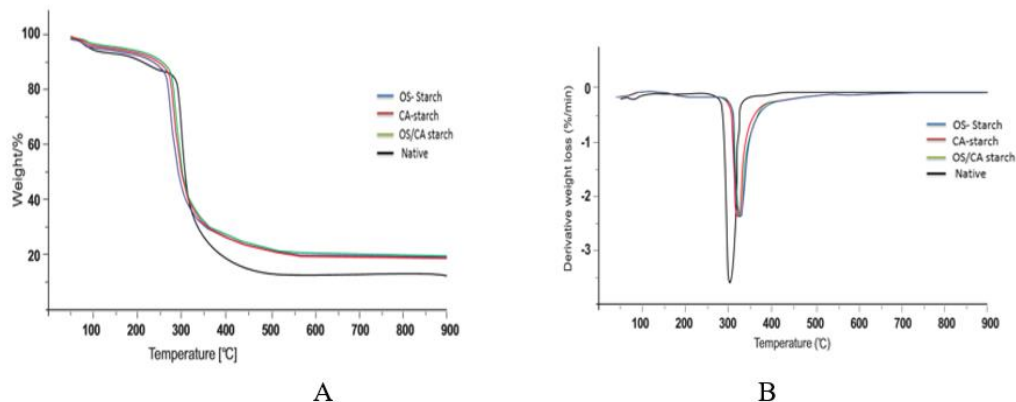 100
80
60
40
20
Weight/%
OS- Starch
CA-starch
OS/CA starch
Native
100 200 300 400 500 600 700 800 900
Temperature [℃]
A
0
-1
-2
-3
Derivative weight loss (%/min)
OS- Starch
CA-starch
OS/CA starch
Native
100 200 300 400 500 600 700 800 900
Temperature (℃)
B